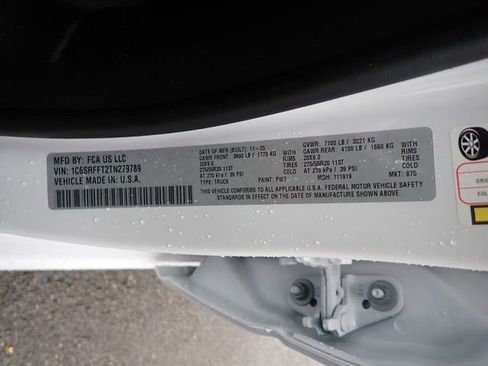 MFD BY: FCA US LLC
VIN: 1C6SRFFT2TN279789
VEHICLE MADE IN U.S.A.
DATE OF MFR (BUILT): 11-25
GAWR FRONT: 3900 LB / 1770 KG WITH
20X9.0 RIMS
TIRES 275/55R20 113T
AT 270 kPa / 39 PSI COLD
GVWR: 7100 LB / 3221 KG
GAWR REAR: 4100 LB / 1860 KG WITH
20X9.0 RIMS
TIRES 275/55R20 113T
AT 270 kPa / 39 PSI COLD
TYPE: TRUCK PAINT: PW7 MDH: 111919 MKT: 875
THIS VEHICLE CONFORMS TO ALL APPLICABLE U.S.A. FEDERAL MOTOR VEHICLE SAFETY
STANDARDS IN EFFECT ON THE DATE OF MANUFACTURE SHOWN ABOVE.